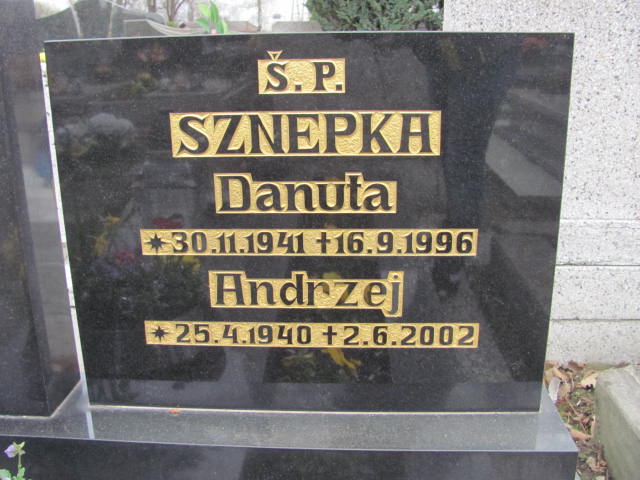 Š.P.
SZNEPKA
Danuta
*30.11.1941 +16.9.1996
Andrzej
*25.4.1940 +2.6.2002